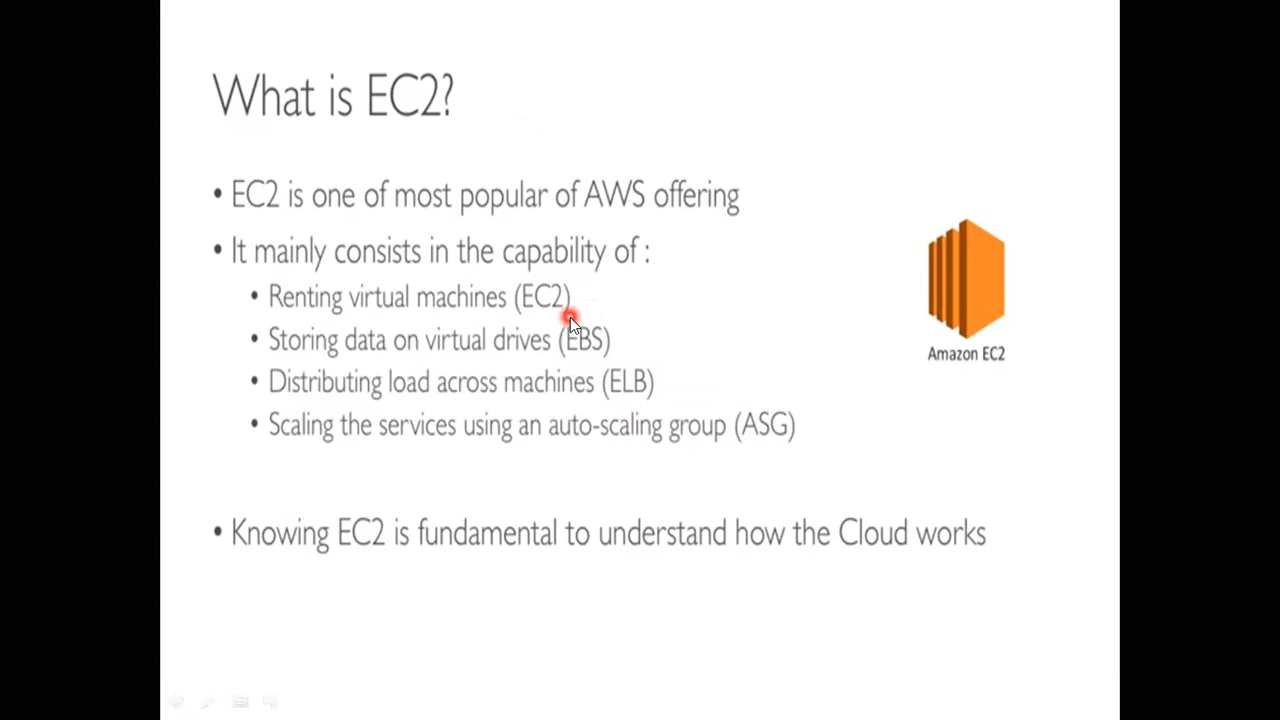 What is EC2?
• EC2 is one of most popular of AWS offering
• It mainly consists in the capability of :
• Renting virtual machines (EC2)
• Storing data on virtual drives (EBS)
• Distributing load across machines (ELB)
• Scaling the services using an auto-scaling group (ASG)
Amazon EC2
• Knowing EC2 is fundamental to understand how the Cloud works